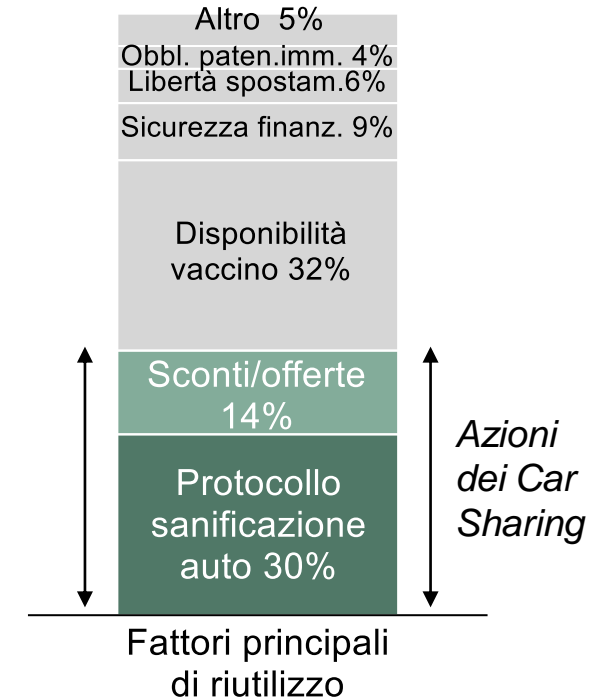 Altro 5%
Obbl. paten.imm. 4%
Libertà spostam.6%
Sicurezza finanz. 9%
Disponibilità
vaccino 32%
Sconti/offerte
14%
Protocollo
sanificazione
auto 30%
Azioni
dei Car
Sharing
Fattori principali
di riutilizzo